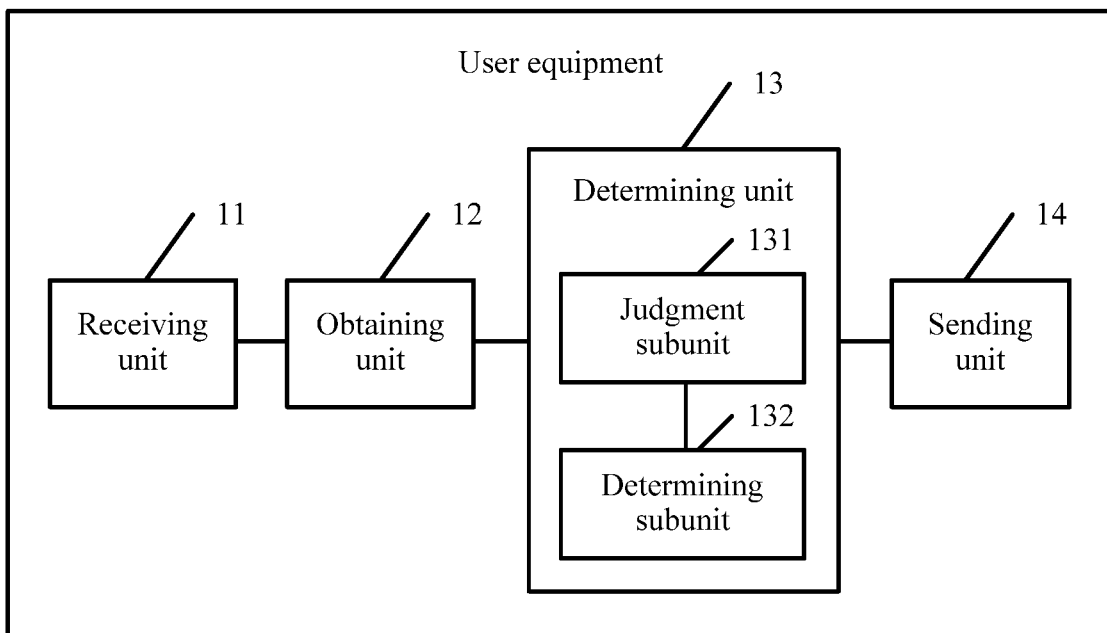 User equipment
13
Determining unit
11
12
131
14
Receiving
unit
Obtaining
unit
Judgment
subunit
Sending
unit
132
Determining
subunit